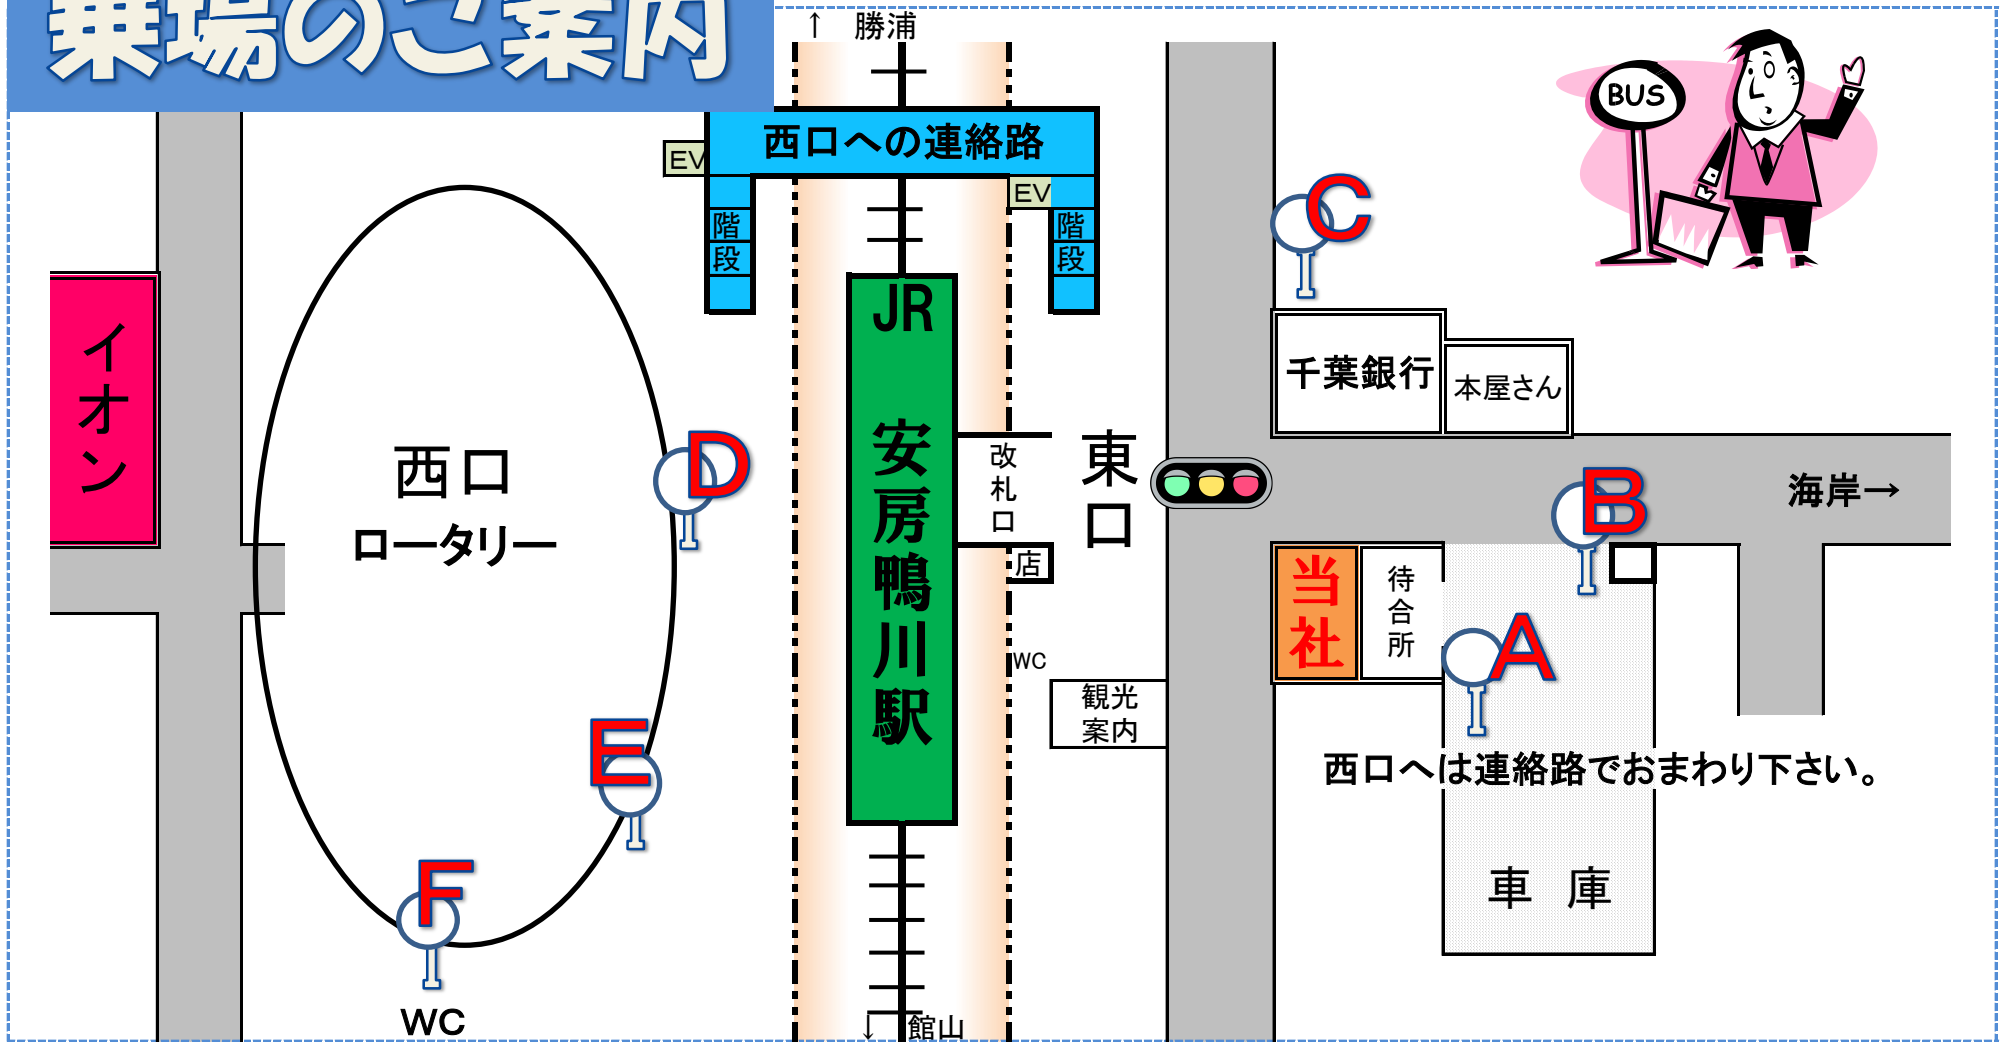 乗場のご案内
↑ 勝浦
西口への連絡路
EV
EV
階段
階段
BUS
C
JR
安房鴨川駅
イオン
西口
ロータリー
D
改札口
東口
店
千葉銀行
本屋さん
海岸→
B
当社
待合所
A
WC
観光
案内
西口へは連絡路でおまわり下さい。
E
車 庫
F
WC
↓ 館山